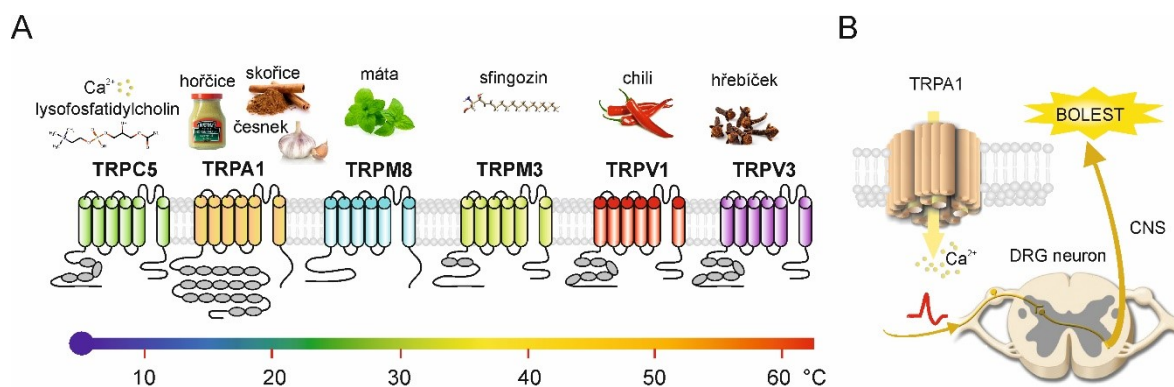 A
Ca²⁺
lysofosfatidylcholin
hořčice
skořice
česnek
máta
sfingozin
chili
hřebíček
TRPC5
TRPA1
TRPM8
TRPM3
TRPV1
TRPV3
10 20 30 40 50 60 °C
B
TRPA1
BOLEST
Ca²⁺
DRG neuron
CNS